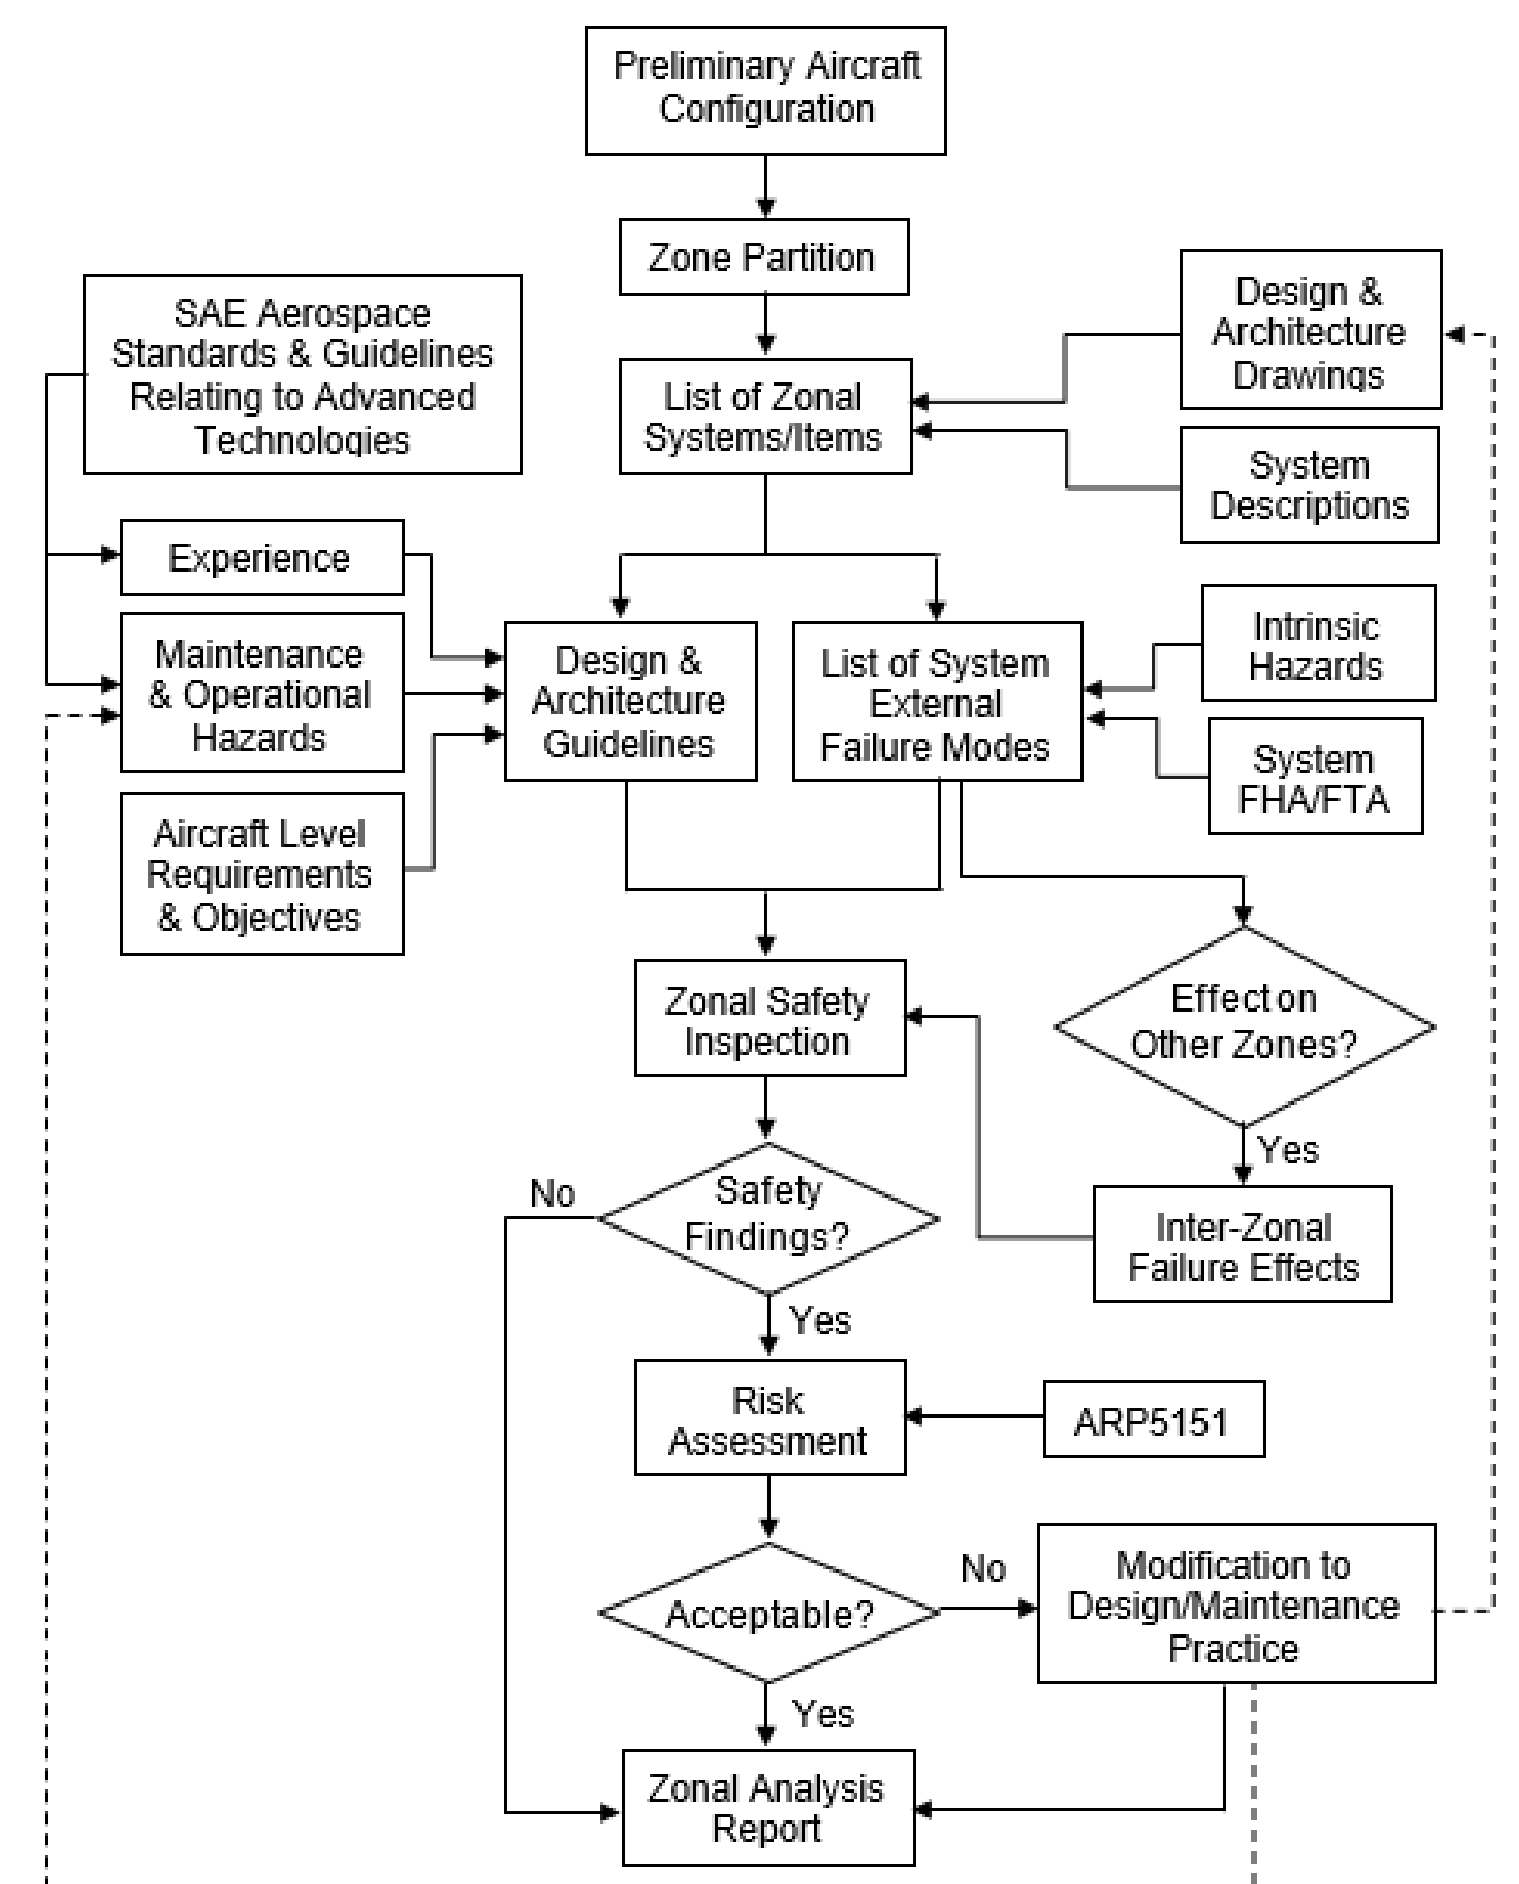 Preliminary Aircraft
Configuration
Zone Partition
SAE Aerospace
Standards & Guidelines
Relating to Advanced
Technologies
Design &
Architecture
Drawings
List of Zonal
Systems/Items
System
Descriptions
Experience
Maintenance
& Operational
Hazards
Aircraft Level
Requirements
& Objectives
Design &
Architecture
Guidelines
List of System
External
Failure Modes
Intrinsic
Hazards
System
FHA/FTA
Zonal Safety
Inspection
Effect on
Other Zones?
Yes
Inter-Zonal
Failure Effects
No
Safety
Findings?
Yes
Risk
Assessment
ARP5151
Acceptable?
No
Modification to
Design/Maintenance
Practice
Yes
Zonal Analysis
Report